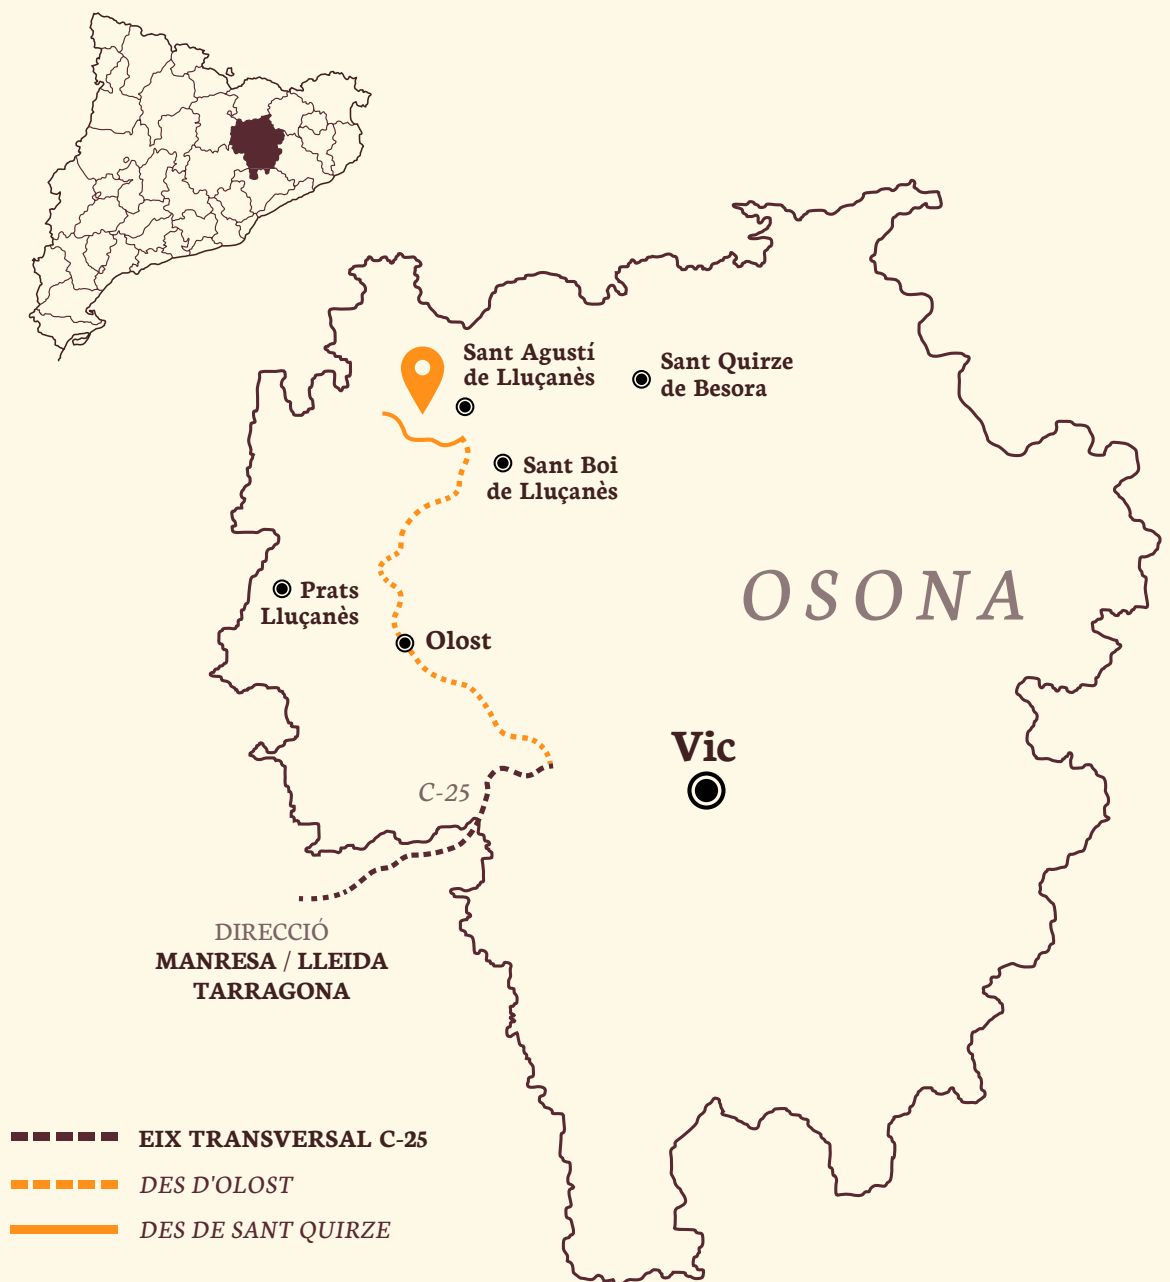 Sant Agustí
de Lluçanès
Sant Quirze
de Besora
Sant Boi
de Lluçanès
OSONA
Prats
Lluçanès
Olost
Vic
C-25
DIRECCIÓ
MANRESA / LLEIDA
TARRAGONA
EIX TRANSVERSAL C-25
DES D'OLOST
DES DE SANT QUIRZE